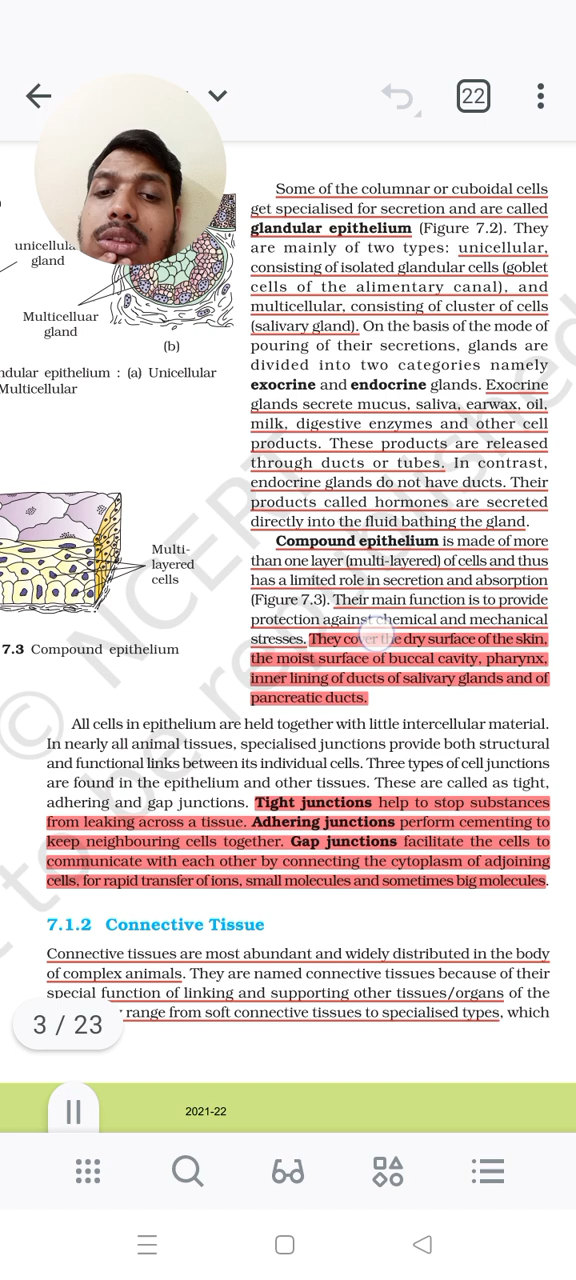 22
unicellula
gland
Multicelluar
gland
(b)
ndular epithelium : (a) Unicellular
Multicellular
Multi-
layered
cells
7.3 Compound epithelium
Some of the columnar or cuboidal cells
get specialised for secretion and are called
glandular epithelium (Figure 7.2). They
are mainly of two types: unicellular,
consisting of isolated glandular cells (goblet
cells of the alimentary canal), and
multicellular, consisting of cluster of cells
(salivary gland). On the basis of the mode of
pouring of their secretions, glands are
divided into two categories namely
exocrine and endocrine glands. Exocrine
glands secrete mucus, saliva, earwax, oil,
milk, digestive enzymes and other cell
products. These products are released
through ducts or tubes. In contrast,
endocrine glands do not have ducts. Their
products called hormones are secreted
directly into the fluid bathing the gland.
Compound epithelium is made of more
than one layer (multi-layered) of cells and thus
has a limited role in secretion and absorption
(Figure 7.3). Their main function is to provide
protection against chemical and mechanical
stresses. They cover the dry surface of the skin,
the moist surface of buccal cavity, pharynx,
inner lining of ducts of salivary glands and of
pancreatic ducts.
All cells in epithelium are held together with little intercellular material.
In nearly all animal tissues, specialised junctions provide both structural
and functional links between its individual cells. Three types of cell junctions
are found in the epithelium and other tissues. These are called as tight,
adhering and gap junctions. Tight junctions help to stop substances
from leaking across a tissue. Adhering junctions perform cementing to
keep neighbouring cells together. Gap junctions facilitate the cells to
communicate with each other by connecting the cytoplasm of adjoining
cells, for rapid transfer of ions, small molecules and sometimes big molecules.
7.1.2 Connective Tissue
Connective tissues are most abundant and widely distributed in the body
of complex animals. They are named connective tissues because of their
special function of linking and supporting other tissues/organs of the
range from soft connective tissues to specialised types, which
3 / 23
2021-22
© NCERT
not to be republished